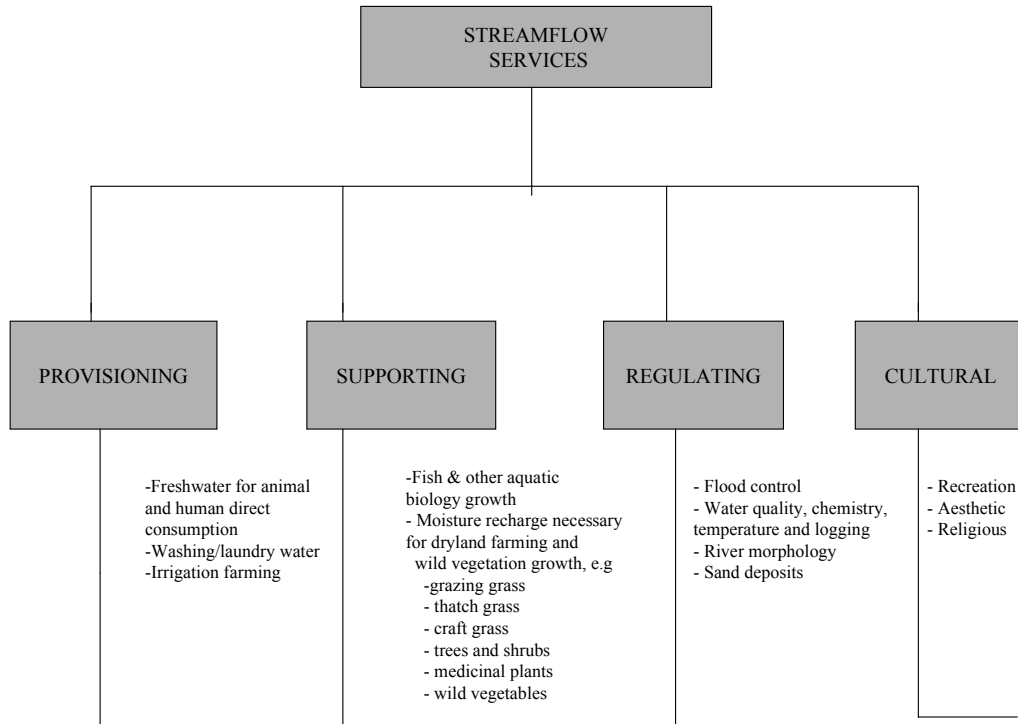 STREAMFLOW
SERVICES
PROVISIONING
SUPPORTING
REGULATING
CULTURAL
-Freshwater for animal
and human direct
consumption
-Washing/laundry water
-Irrigation farming
-Fish & other aquatic
biology growth
- Moisture recharge necessary
for dryland farming and
wild vegetation growth, e.g
-grazing grass
- thatch grass
- craft grass
- trees and shrubs
- medicinal plants
- wild vegetables
- Flood control
- Water quality, chemistry,
temperature and logging
- River morphology
- Sand deposits
- Recreation
- Aesthetic
- Religious